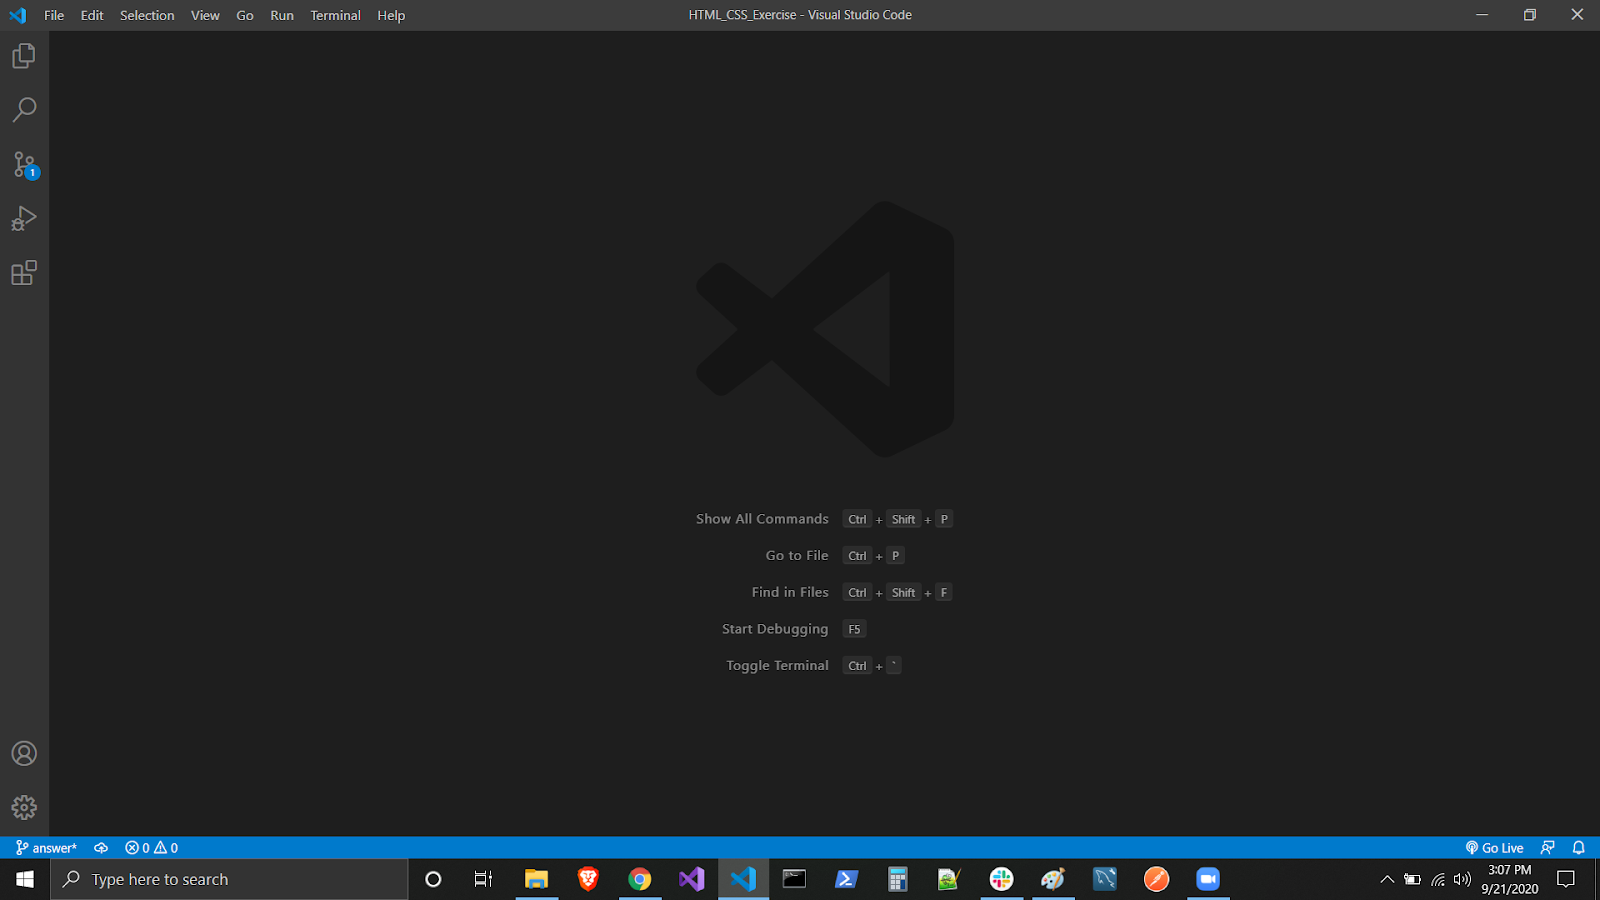 File Edit Selection View Go Run Terminal Help
HTML_CSS_Exercise - Visual Studio Code
1
Show All Commands Ctrl + Shift + P
Go to File Ctrl + P
Find in Files Ctrl + Shift + F
Start Debugging F5
Toggle Terminal Ctrl + `
answer* 0 0 Go Live
Type here to search
3:07 PM
9/21/2020